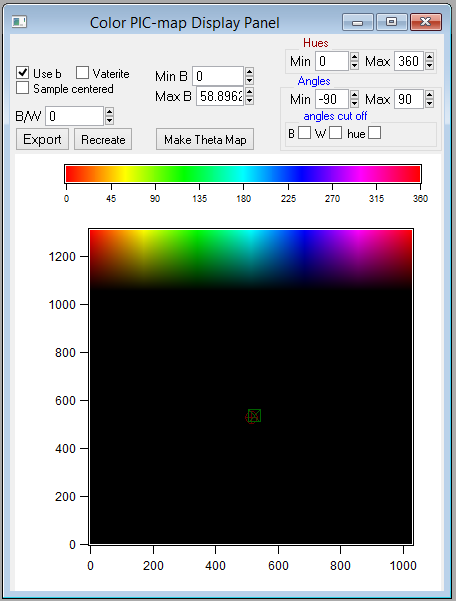 Color PIC-map Display Panel
Hues
Min 0 Max 360
Use b Vaterite
Sample centered
Min B 0
Max B 58.8962
Angles
Min -90 Max 90
angles cut off
B/W 0
B W hue
Export Recreate Make Theta Map
0 45 90 135 180 225 270 315 360
1200
1000
800
600
400
200
0
0 200 400 600 800 1000